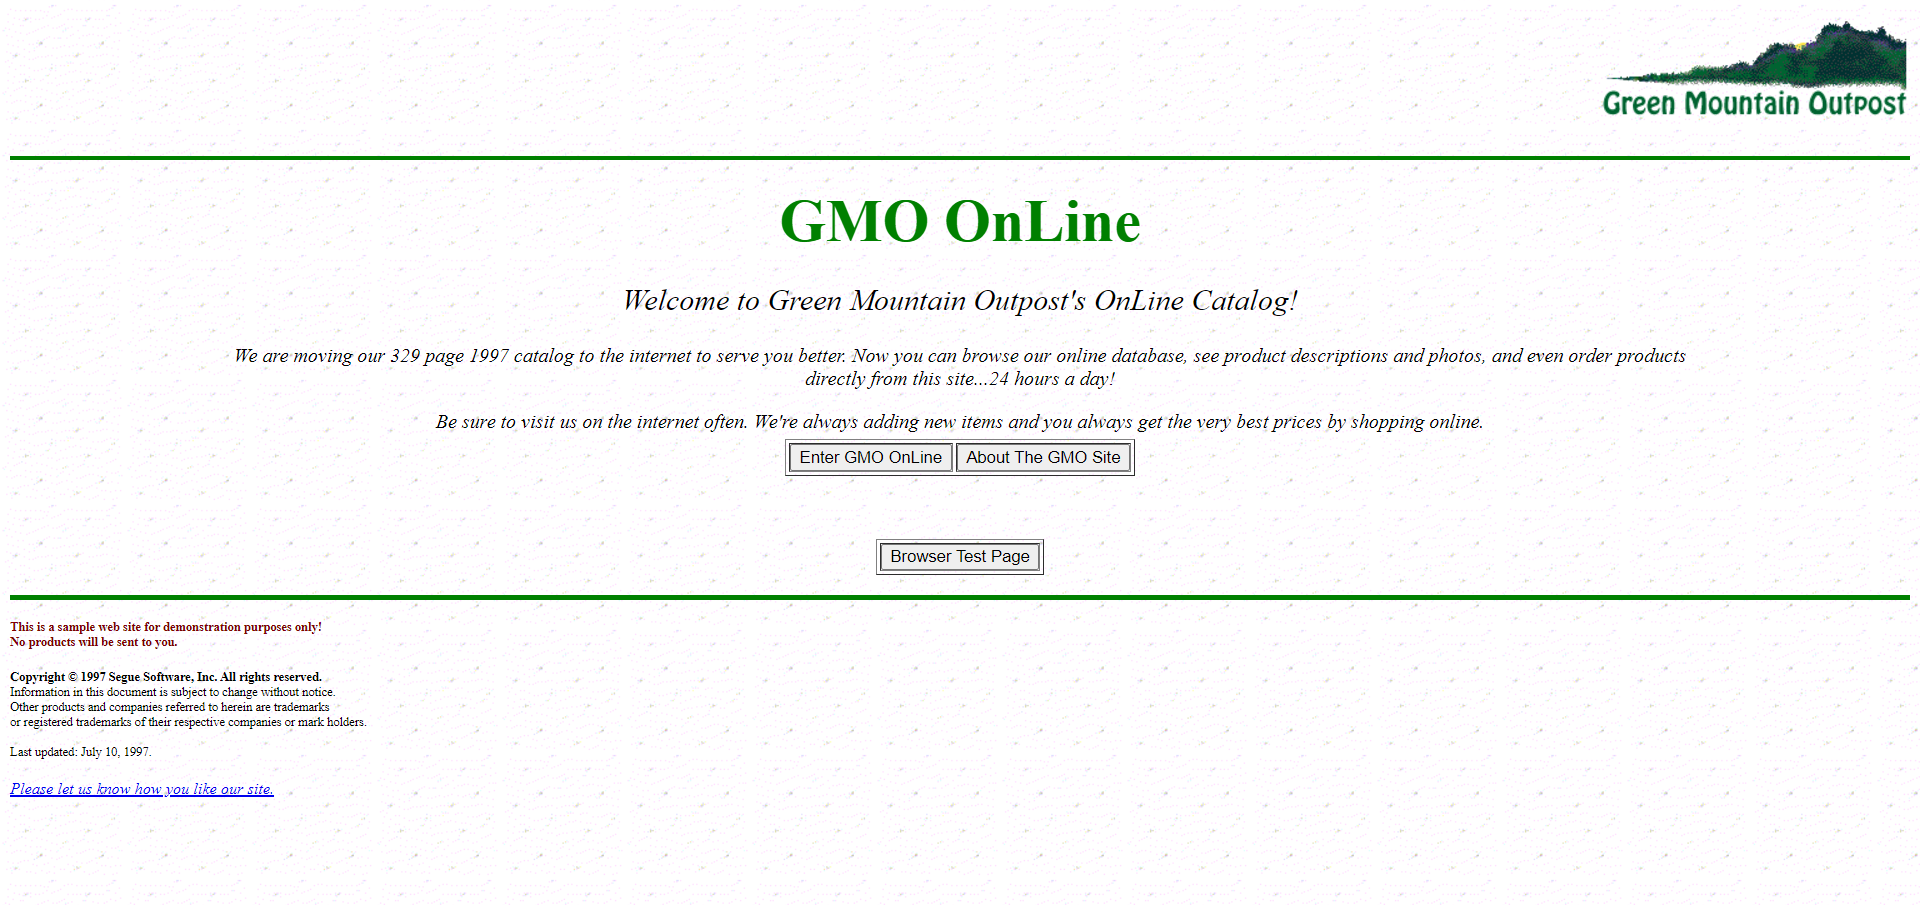 Green Mountain Outpost
GMO OnLine
Welcome to Green Mountain Outpost's OnLine Catalog!
We are moving our 329 page 1997 catalog to the internet to serve you better. Now you can browse our online database, see product descriptions and photos, and even order products
directly from this site...24 hours a day!
Be sure to visit us on the internet often. We're always adding new items and you always get the very best prices by shopping online.
Enter GMO OnLine About The GMO Site
Browser Test Page
This is a sample web site for demonstration purposes only!
No products will be sent to you.
Copyright © 1997 Segue Software, Inc. All rights reserved.
Information in this document is subject to change without notice.
Other products and companies referred to herein are trademarks
or registered trademarks of their respective companies or mark holders.
Last updated: July 10, 1997.
Please let us know how you like our site.